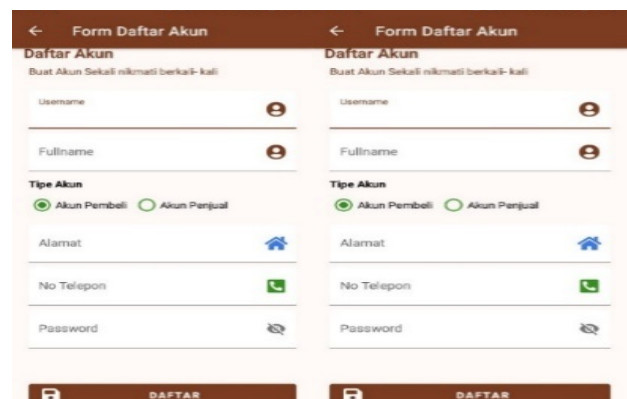 Form Daftar Akun
Daftar Akun
Buat Akun Sekali nikmati berkali- kali
Username
Fullname
Tipe Akun
Akun Pembeli Akun Penjual
Alamat
No Telepon
Password
DAFTAR
Form Daftar Akun
Daftar Akun
Buat Akun Sekali nikmati berkali- kali
Username
Fullname
Tipe Akun
Akun Pembeli Akun Penjual
Alamat
No Telepon
Password
DAFTAR